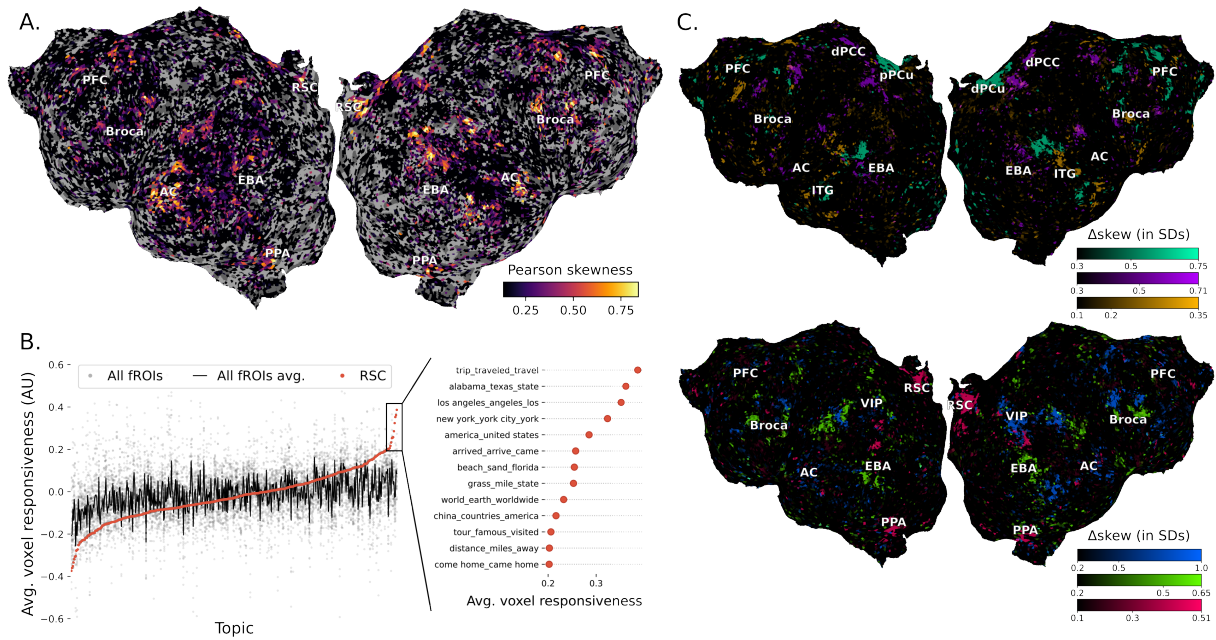 A.
PFC
Broca
AC
EBA
RSC
PPA
RSC
PFC
Broca
EBA
AC
PPA
Pearson skewness
0.25 0.50 0.75
B.
Avg. voxel responsiveness (AU)
0.6
0.4
0.2
0.0
−0.2
−0.4
−0.6
All fROIs
All fROIs avg.
RSC
Topic
trip_traveled_travel
alabama_texas_state
los angeles_angeles_los
new york_york city_york
america_united states
arrived_arrive_came
beach_sand_florida
grass_mile_state
world_earth_worldwide
china_countries_america
tour_famous_visited
distance_miles_away
come home_came home
0.2 0.3
Avg. voxel responsiveness
C.
PFC
dPCC
pPCu
Broca
AC
EBA
ITG
dPCC
dPCu
PFC
Broca
EBA
ITG
AC
Δskew (in SDs)
0.3 0.5 0.75
0.3 0.5 0.71
0.1 0.2 0.35
PFC
RSC
VIP
Broca
AC
EBA
PPA
RSC
PFC
VIP
Broca
EBA
AC
PPA
Δskew (in SDs)
0.2 0.5 1.0
0.2 0.5 0.65
0.1 0.3 0.51